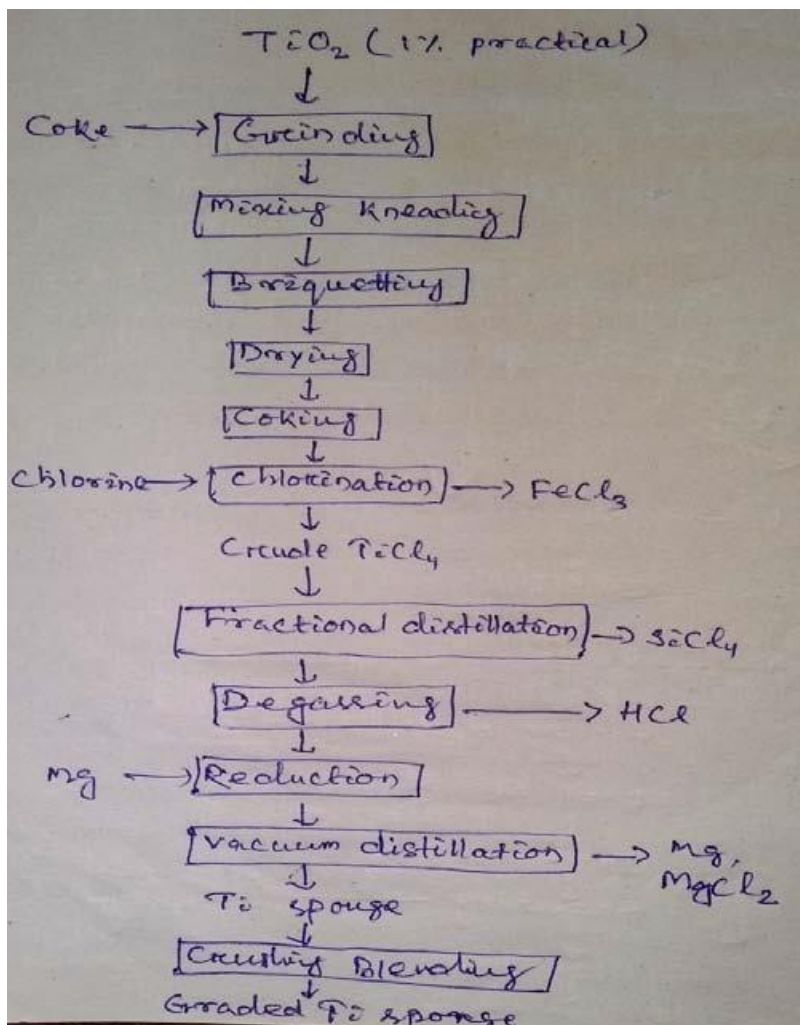 TiO₂ (1% practical)
Coke → Grinding
Mixing Kneading
Briquetting
Drying
Coking
Chlorine → Chlorination → FeCl₃
Crude TiCl₄
Fractional distillation → SiCl₄
Degassing → HCl
Mg → Reduction
Vacuum distillation → Mg,
MgCl₂
Ti sponge
Crushing Blending
Graded Ti sponge